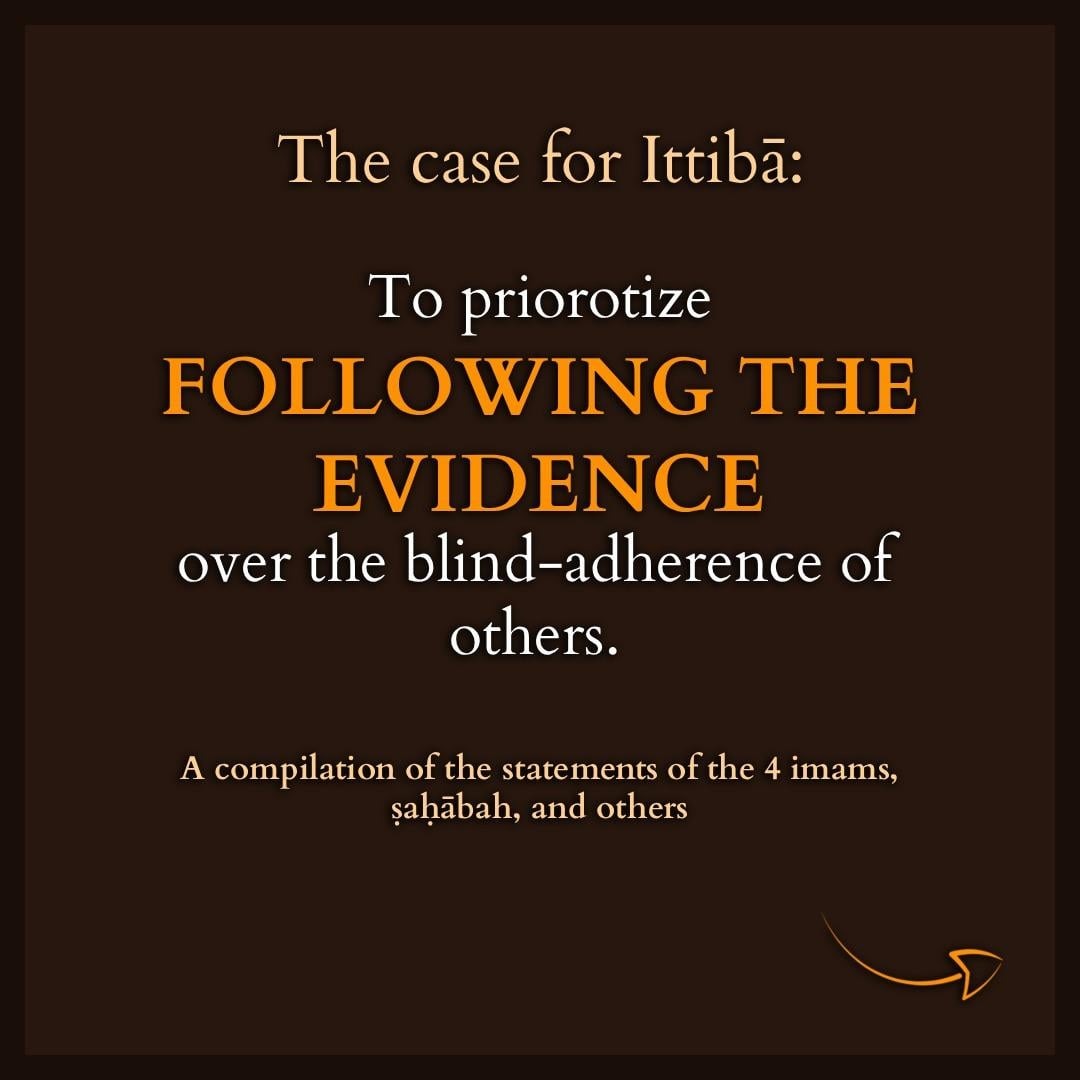 The case for Ittibā:
To priorotize
FOLLOWING THE
EVIDENCE
over the blind-adherence of
others.
A compilation of the statements of the 4 imams,
ṣaḥābah, and others